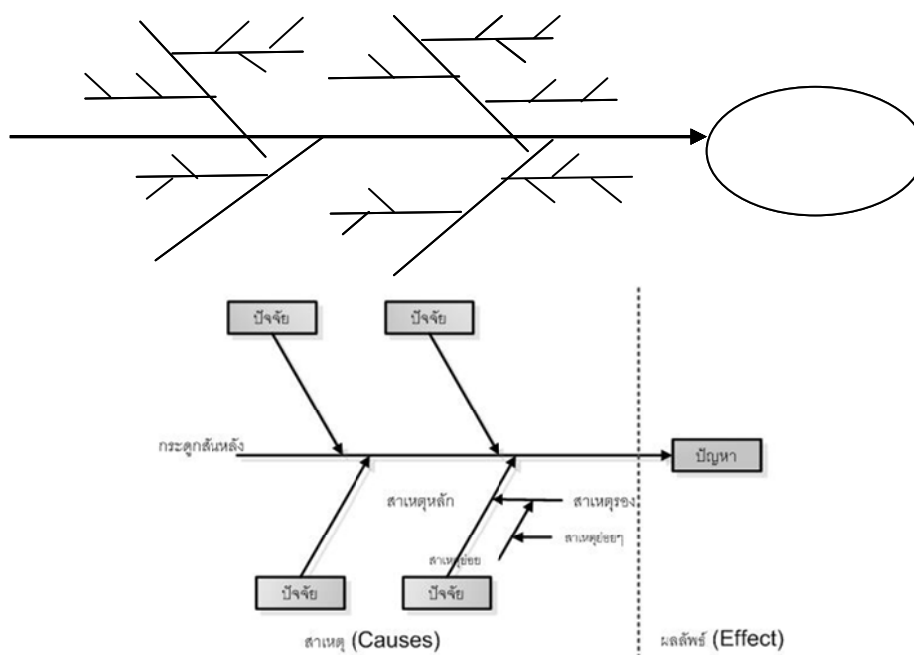 ปัจจัย ปัจจัย
กระดูกสันหลัง
ปัญหา
สาเหตุหลัก สาเหตุรอง
สาเหตุย่อยๆ
สาเหตุย่อย
ปัจจัย ปัจจัย
สาเหตุ (Causes) ผลลัพธ์ (Effect)